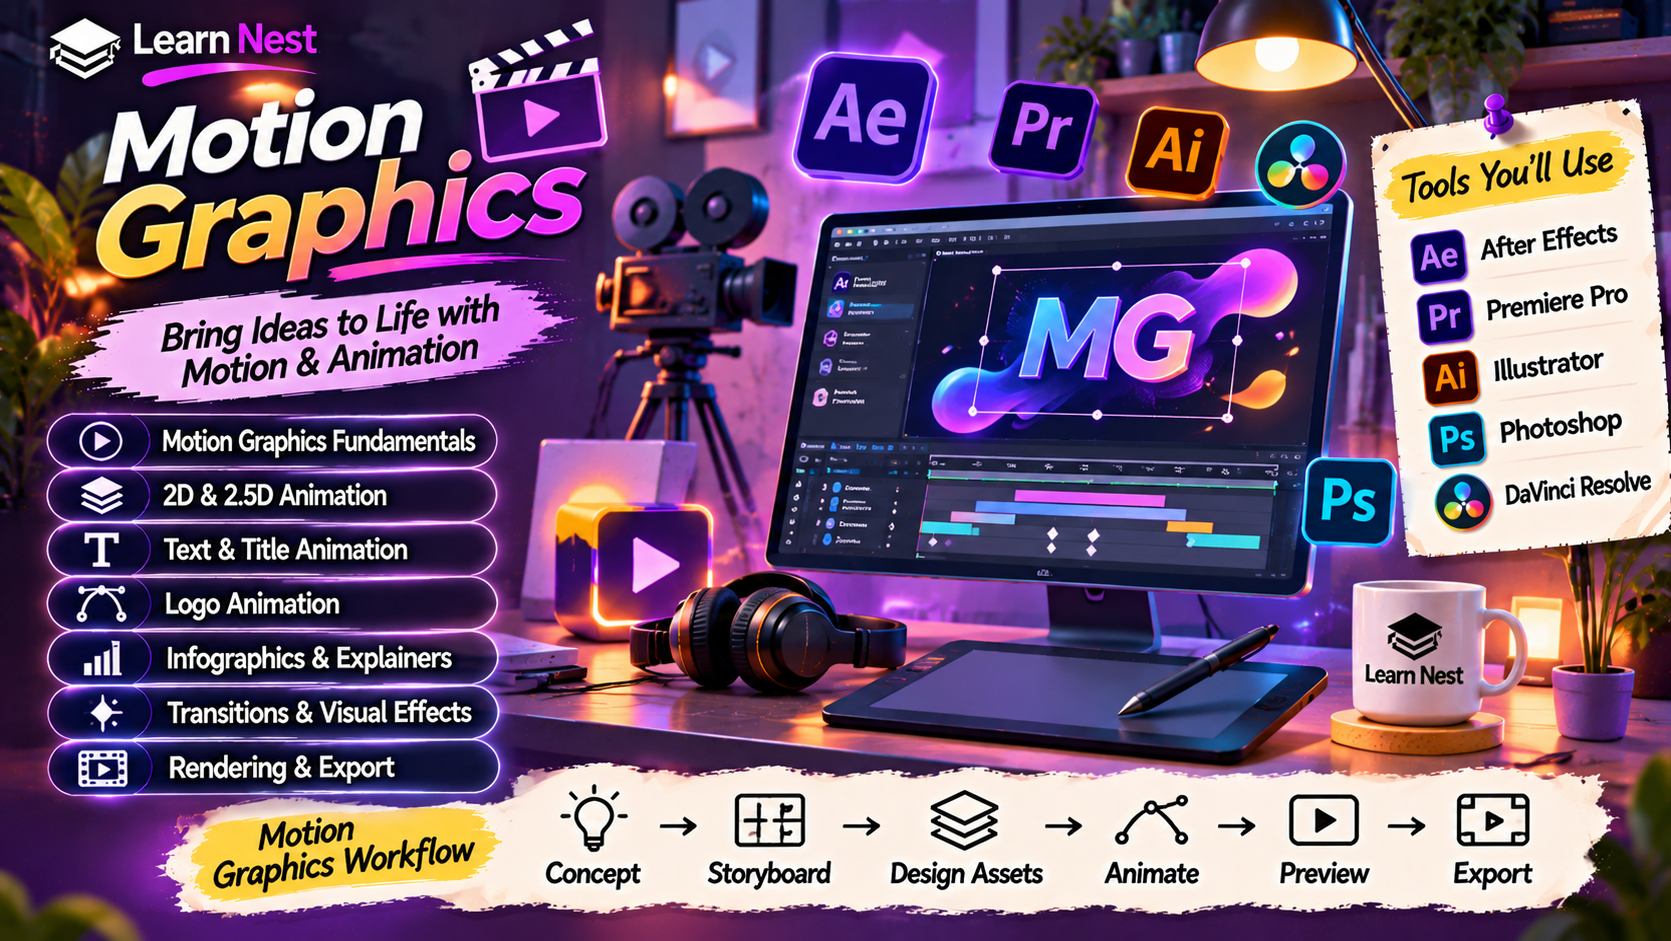 Learn Nest
Motion
Graphics
Bring Ideas to Life with
Motion & Animation
Motion Graphics Fundamentals
2D & 2.5D Animation
Text & Title Animation
Logo Animation
Infographics & Explainers
Transitions & Visual Effects
Rendering & Export
Ae
Pr
Ai
Ps
MG
Tools You'll Use
Ae After Effects
Pr Premiere Pro
Ai Illustrator
Ps Photoshop
DaVinci Resolve
Learn Nest
Motion
Graphics Workflow
Concept
Storyboard
Design Assets
Animate
Preview
Export